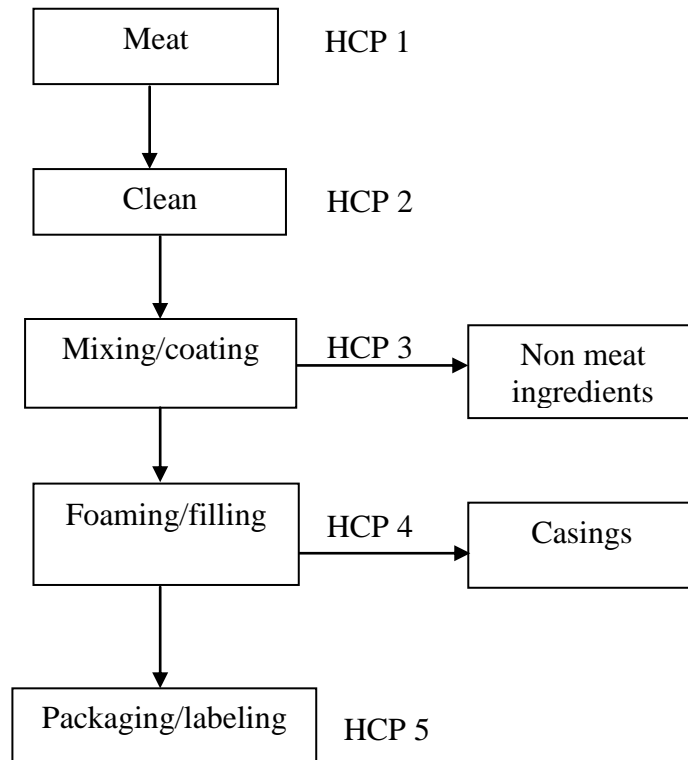 Meat
HCP 1
Clean
HCP 2
Mixing/coating
HCP 3
Non meat
ingredients
Foaming/filling
HCP 4
Casings
Packaging/labeling
HCP 5